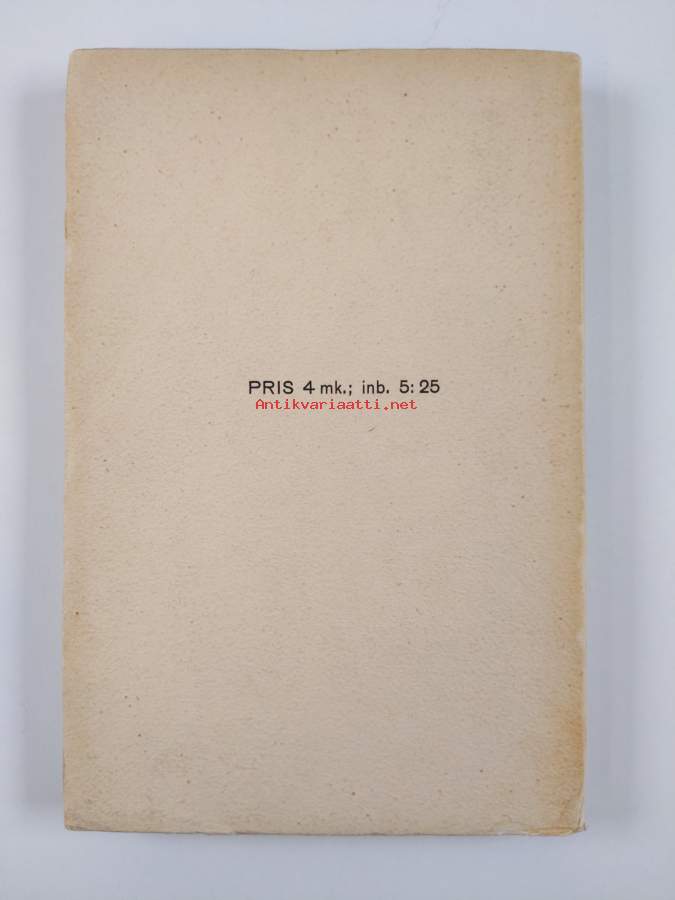 PRIS 4 mk.; inb. 5: 25
Antikvariaatti.net